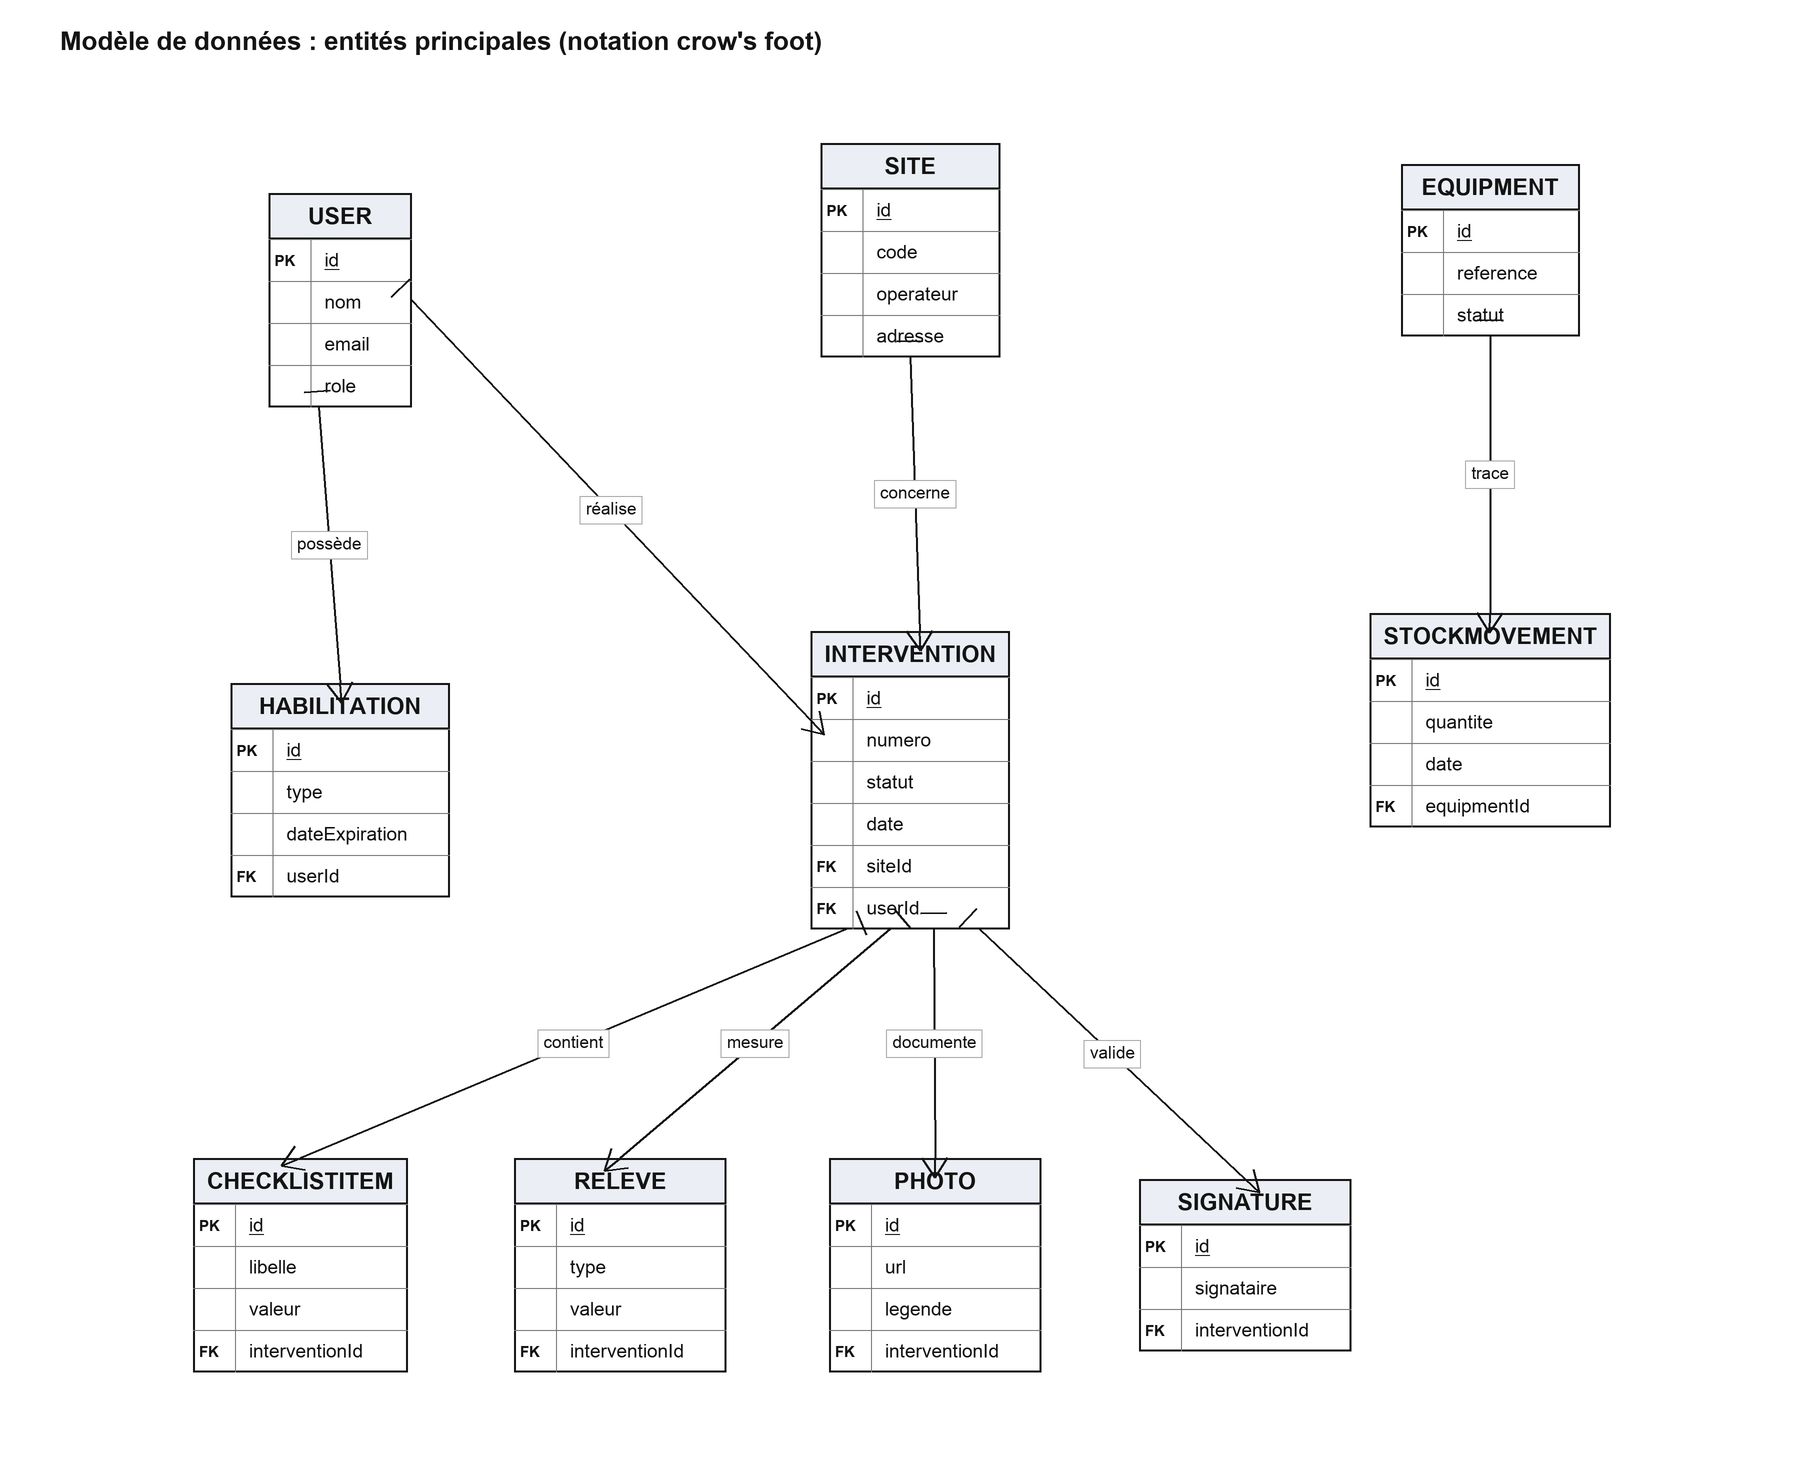 Modèle de données : entités principales (notation crow's foot)
USER
PK id
nom
email
role
SITE
PK id
code
operateur
adresse
EQUIPMENT
PK id
reference
statut
possède
réalise
concerne
trace
HABILITATION
PK id
type
dateExpiration
FK userId
INTERVENTION
PK id
numero
statut
date
FK siteId
FK userId
STOCKMOVEMENT
PK id
quantite
date
FK equipmentId
contient
mesure
documente
valide
CHECKLISTITEM
PK id
libelle
valeur
FK interventionId
RELEVE
PK id
type
valeur
FK interventionId
PHOTO
PK id
url
legende
FK interventionId
SIGNATURE
PK id
signataire
FK interventionId